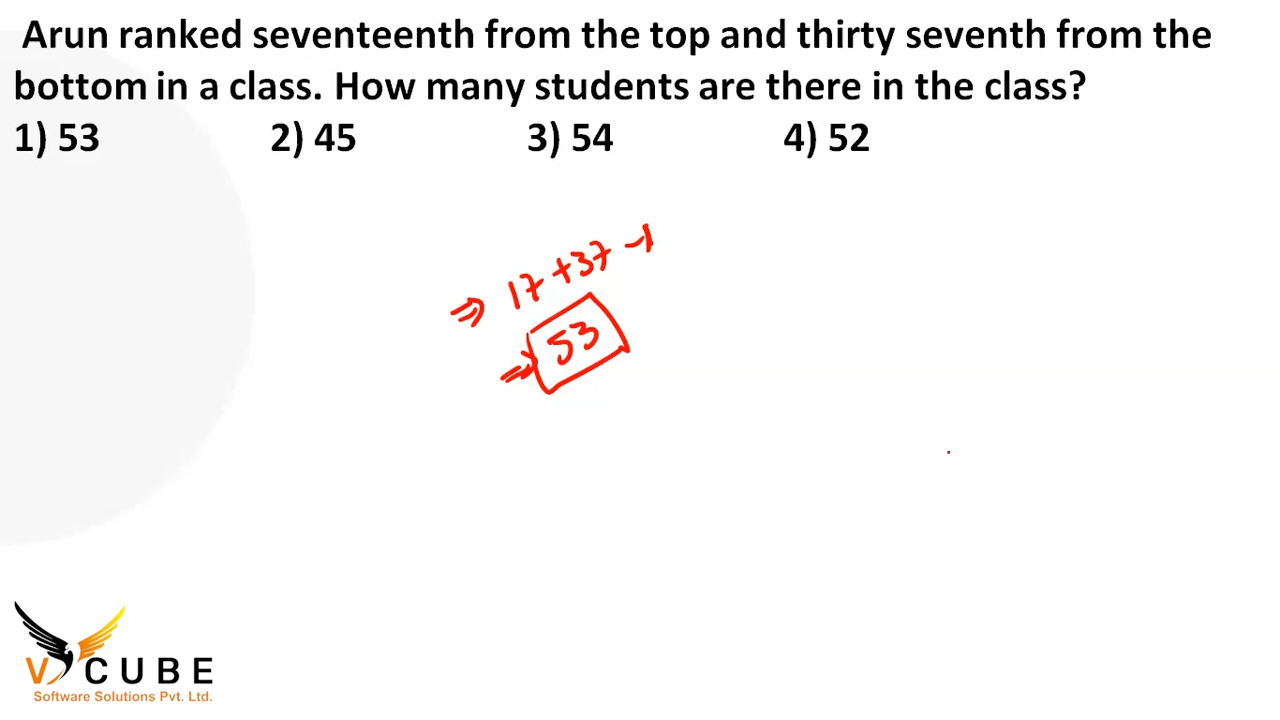 Arun ranked seventeenth from the top and thirty seventh from the
bottom in a class. How many students are there in the class?
1) 53 2) 45 3) 54 4) 52
⇒ 17 +37 -1
⇒ 53
V CUBE
Software Solutions Pvt. Ltd.